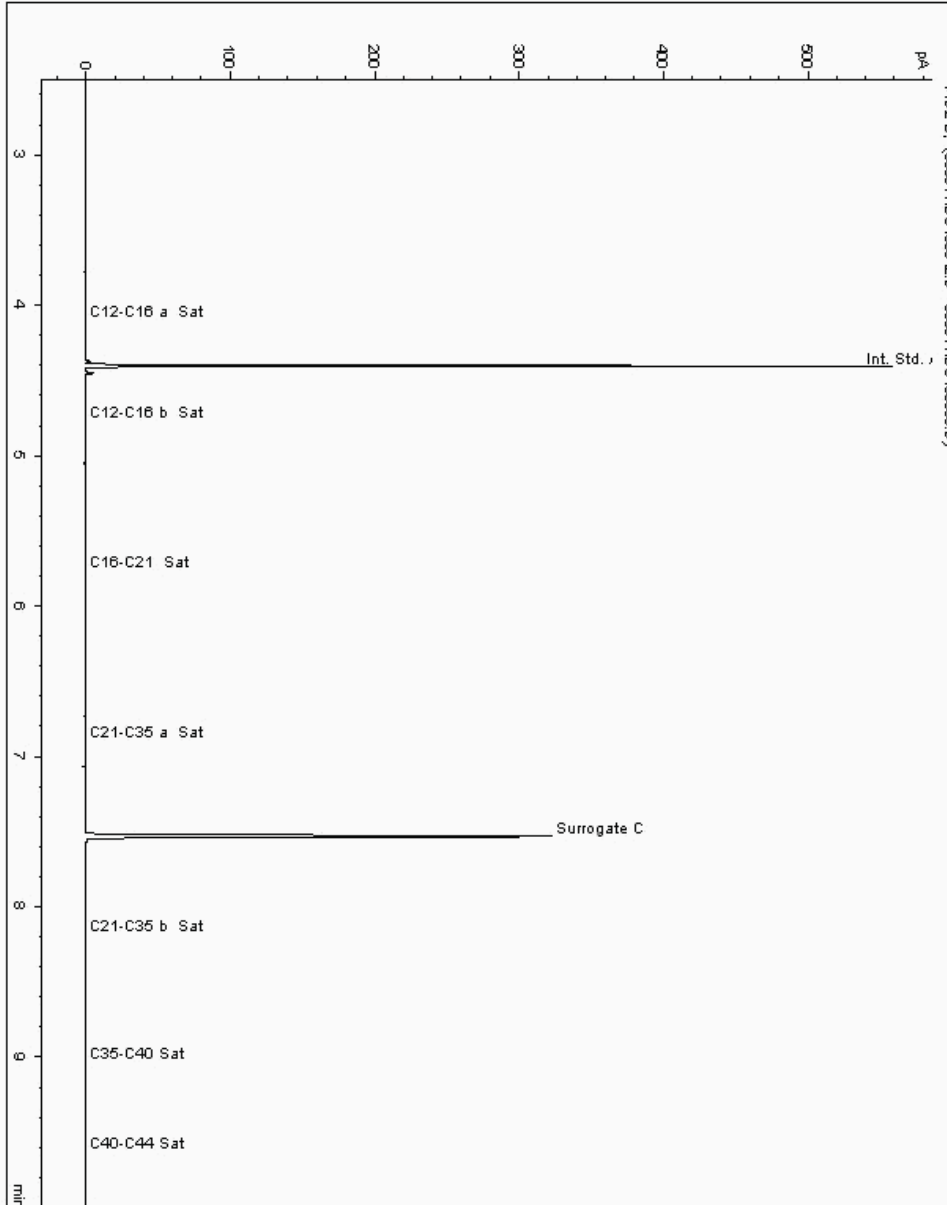 0 100 200 300 400 500 pA
3
4
C12-C16 a Sat
Int. Std.
C12-C16 b Sat
5
C16-C21 Sat
6
C21-C35 a Sat
7
Surrogate C
8
C21-C35 b Sat
9
C35-C40 Sat
C40-C44 Sat